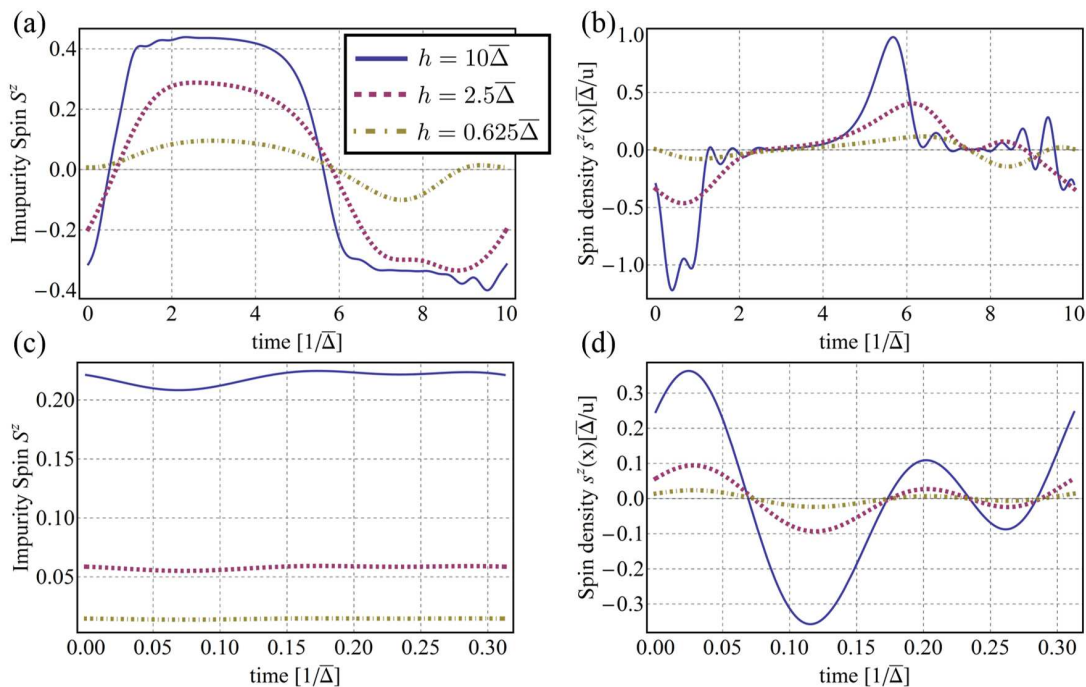 (a)
Imupurity Spin S^z
0.4
0.2
0.0
−0.2
−0.4
0 2 4 6 8 10
time [1/Δ̅]
h = 10Δ̅
h = 2.5Δ̅
h = 0.625Δ̅
(b)
Spin density s^z(x)[Δ̅/u]
1.0
0.5
0.0
−0.5
−1.0
0 2 4 6 8 10
time [1/Δ̅]
(c)
Impurity Spin S^z
0.20
0.15
0.10
0.05
0.00 0.05 0.10 0.15 0.20 0.25 0.30
time [1/Δ̅]
(d)
Spin density s^z(x)[Δ̅/u]
0.3
0.2
0.1
0.0
−0.1
−0.2
−0.3
0.00 0.05 0.10 0.15 0.20 0.25 0.30
time [1/Δ̅]